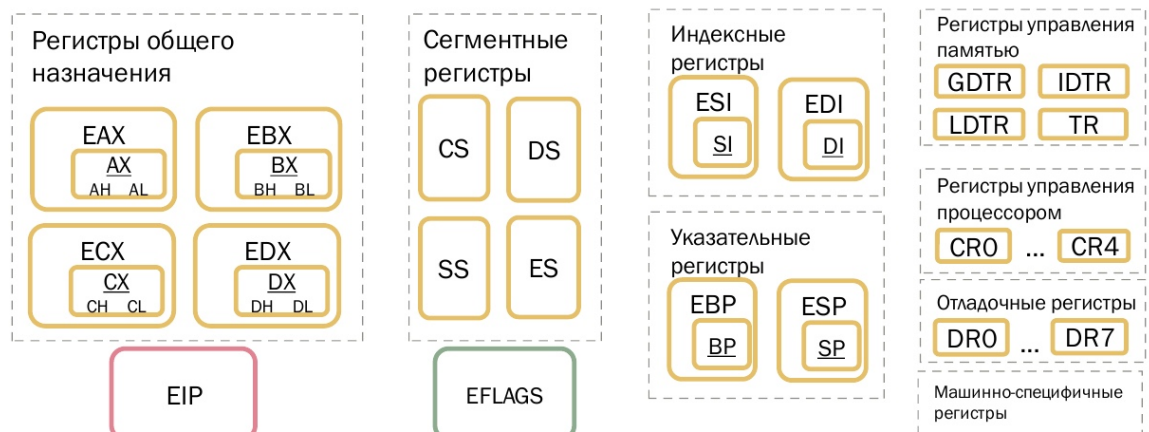 Регистры общего
назначения
EAX
AX
AH AL
EBX
BX
BH BL
ECX
CX
CH CL
EDX
DX
DH DL
EIP
Сегментные
регистры
CS
DS
SS
ES
EFLAGS
Индексные
регистры
ESI
SI
EDI
DI
Указательные
регистры
EBP
BP
ESP
SP
Регистры управления
памятью
GDTR
IDTR
LDTR
TR
Регистры управления
процессором
CR0 ... CR4
Отладочные регистры
DR0 ... DR7
Машинно-специфичные
регистры